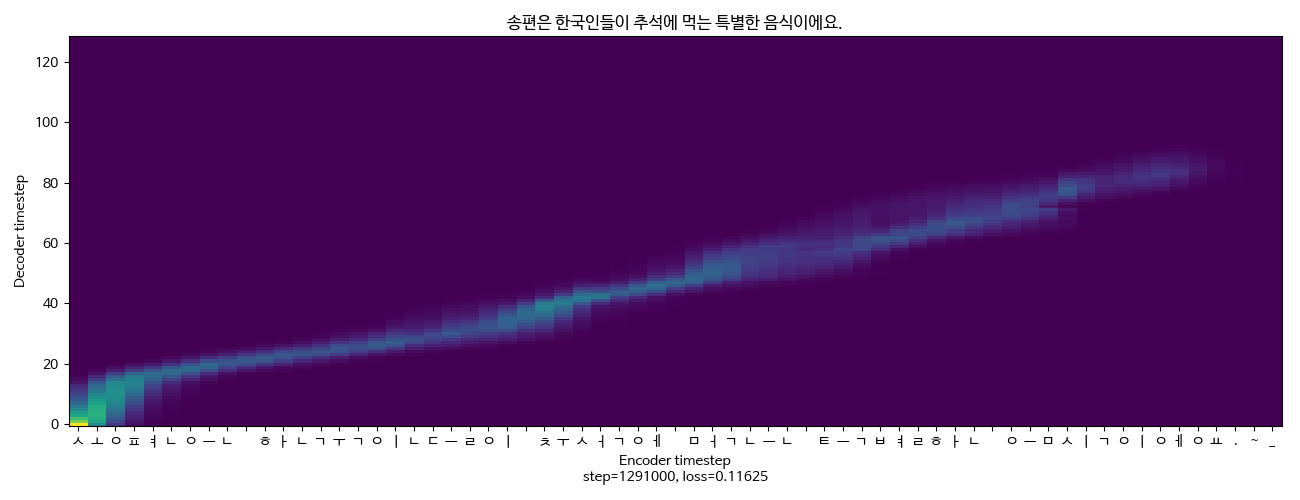 송편은 한국인들이 추석에 먹는 특별한 음식이에요.
120
100
80
60
40
20
0
Decoder timestep
ㅅ ㅗ ㅇ ㅍ ㅕ ㄴ ㅇ ㅡ ㄴ ㅎ ㅏ ㄴ ㄱ ㅜ ㄱ ㅇ ㅣ ㄴ ㄷ ㅡ ㄹ ㅇ ㅣ ㅊ ㅜ ㅅ ㅓ ㄱ ㅇ ㅔ ㅁ ㅓ ㄱ ㄴ ㅡ ㄴ ㅌ ㅡ ㄱ ㅂ ㅕ ㄹ ㅎ ㅏ ㄴ ㅇ ㅡ ㅁ ㅅ ㅣ ㄱ ㅇ ㅣ ㅇ ㅔ ㅇ ㅛ . ~ _
Encoder timestep
step=1291000, loss=0.11625